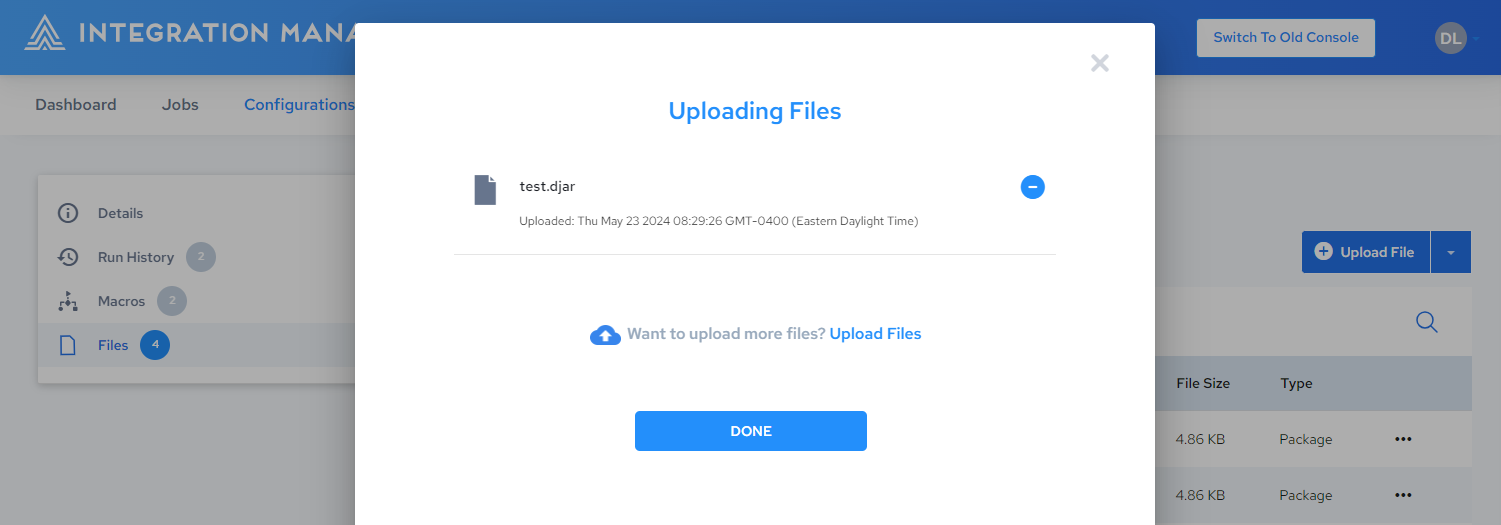 INTEGRATION MANA
Switch To Old Console
DL
Dashboard
Jobs
Configurations
Uploading Files
test.djar
Uploaded: Thu May 23 2024 08:29:26 GMT-0400 (Eastern Daylight Time)
Details
Run History 2
Macros 2
Files 4
Upload File
Want to upload more files? Upload Files
File Size Type
DONE
4.86 KB Package
4.86 KB Package